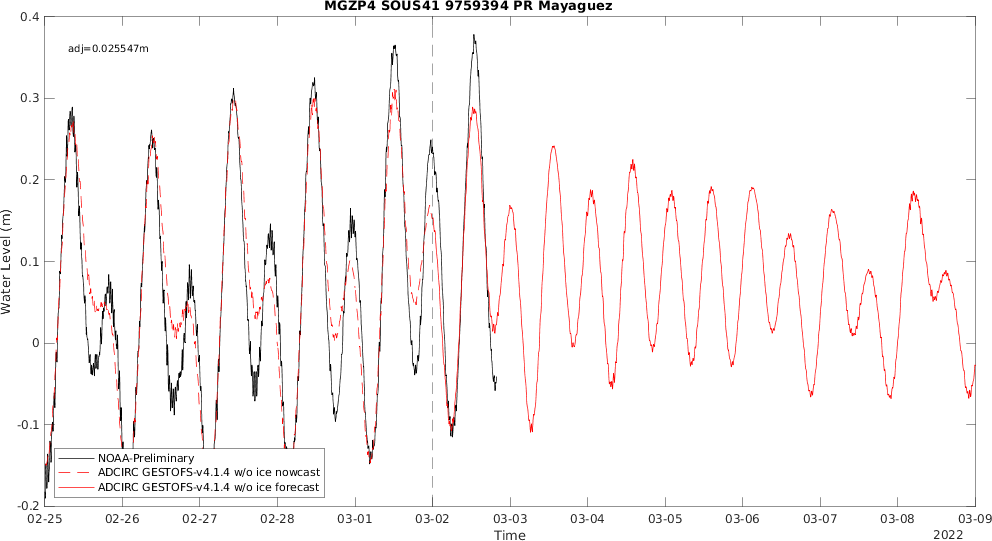 MGZP4 SOUS41 9759394 PR Mayaguez
adj=0.025547m
Water Level (m)
0.4
0.3
0.2
0.1
0
-0.1
-0.2
NOAA-Preliminary
ADCIRC GESTOFS-v4.1.4 w/o ice nowcast
ADCIRC GESTOFS-v4.1.4 w/o ice forecast
02-25 02-26 02-27 02-28 03-01 03-02 03-03 03-04 03-05 03-06 03-07 03-08 03-09
Time
2022